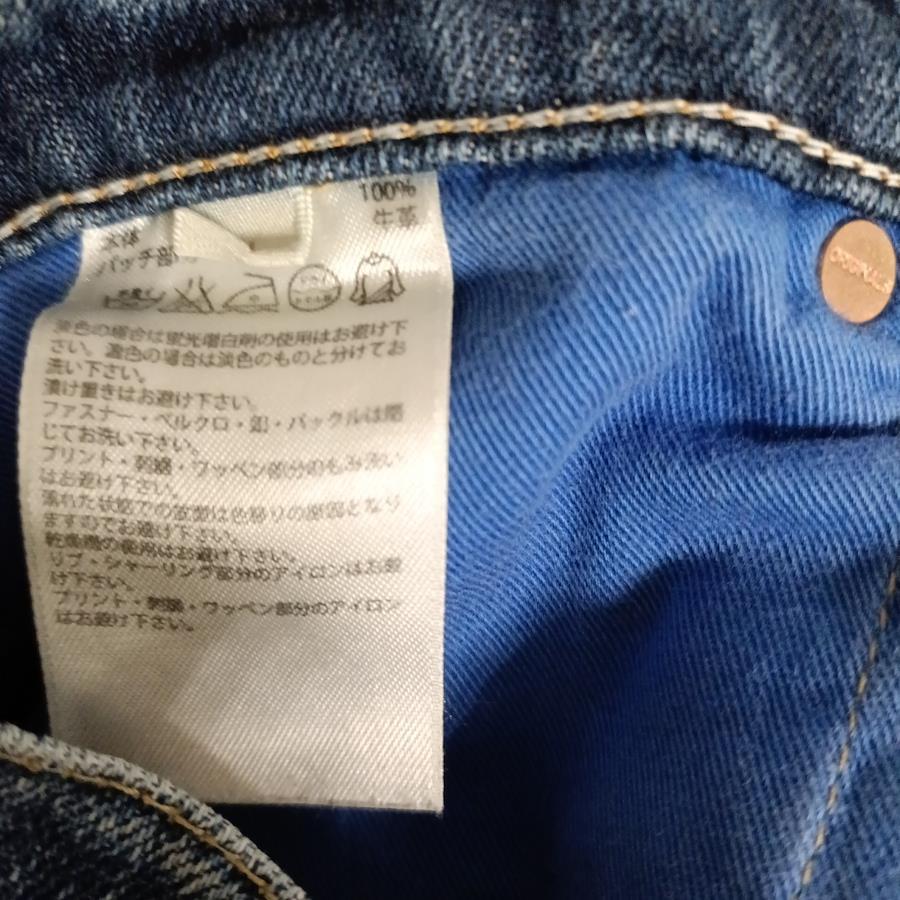 100%
本体
牛革
パッチ部
淡色の場合は蛍光増白剤の使用はお避け下
さい。濃色の場合は淡色のものと分けてお
洗い下さい。
漬け置きはお避け下さい。
ファスナー・ベルクロ・釦・バックルは閉
じてお洗い下さい。
プリント・刺繍・ワッペン部分のもみ洗い
はお避け下さい。
濡れた状態での放置は色移りの原因となり
ますのでお避け下さい。
乾燥機の使用はお避け下さい。
リブ・シャーリング部分のアイロンはお避
け下さい。
プリント・刺繍・ワッペン部分のアイロン
はお避け下さい。
ORIGINALS